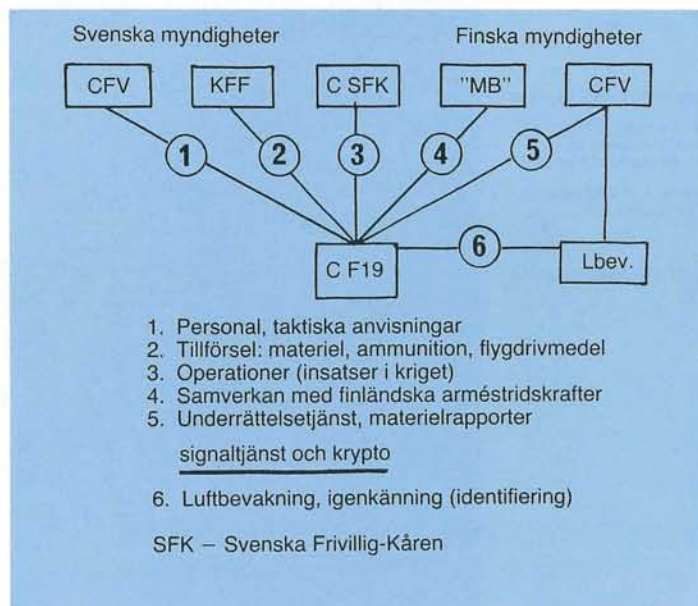 Svenska myndigheter Finska myndigheter
CFV KFF C SFK "MB" CFV
1 2 3 4 5
6
C F19 Lbev.
1. Personal, taktiska anvisningar
2. Tillförsel: materiel, ammunition, flygdrivmedel
3. Operationer (insatser i kriget)
4. Samverkan med finländska arméstridskrafter
5. Underrättelsetjänst, materielrapporter
signaltjänst och krypto
6. Luftbevakning, igenkänning (identifiering)
SFK – Svenska Frivillig-Kåren